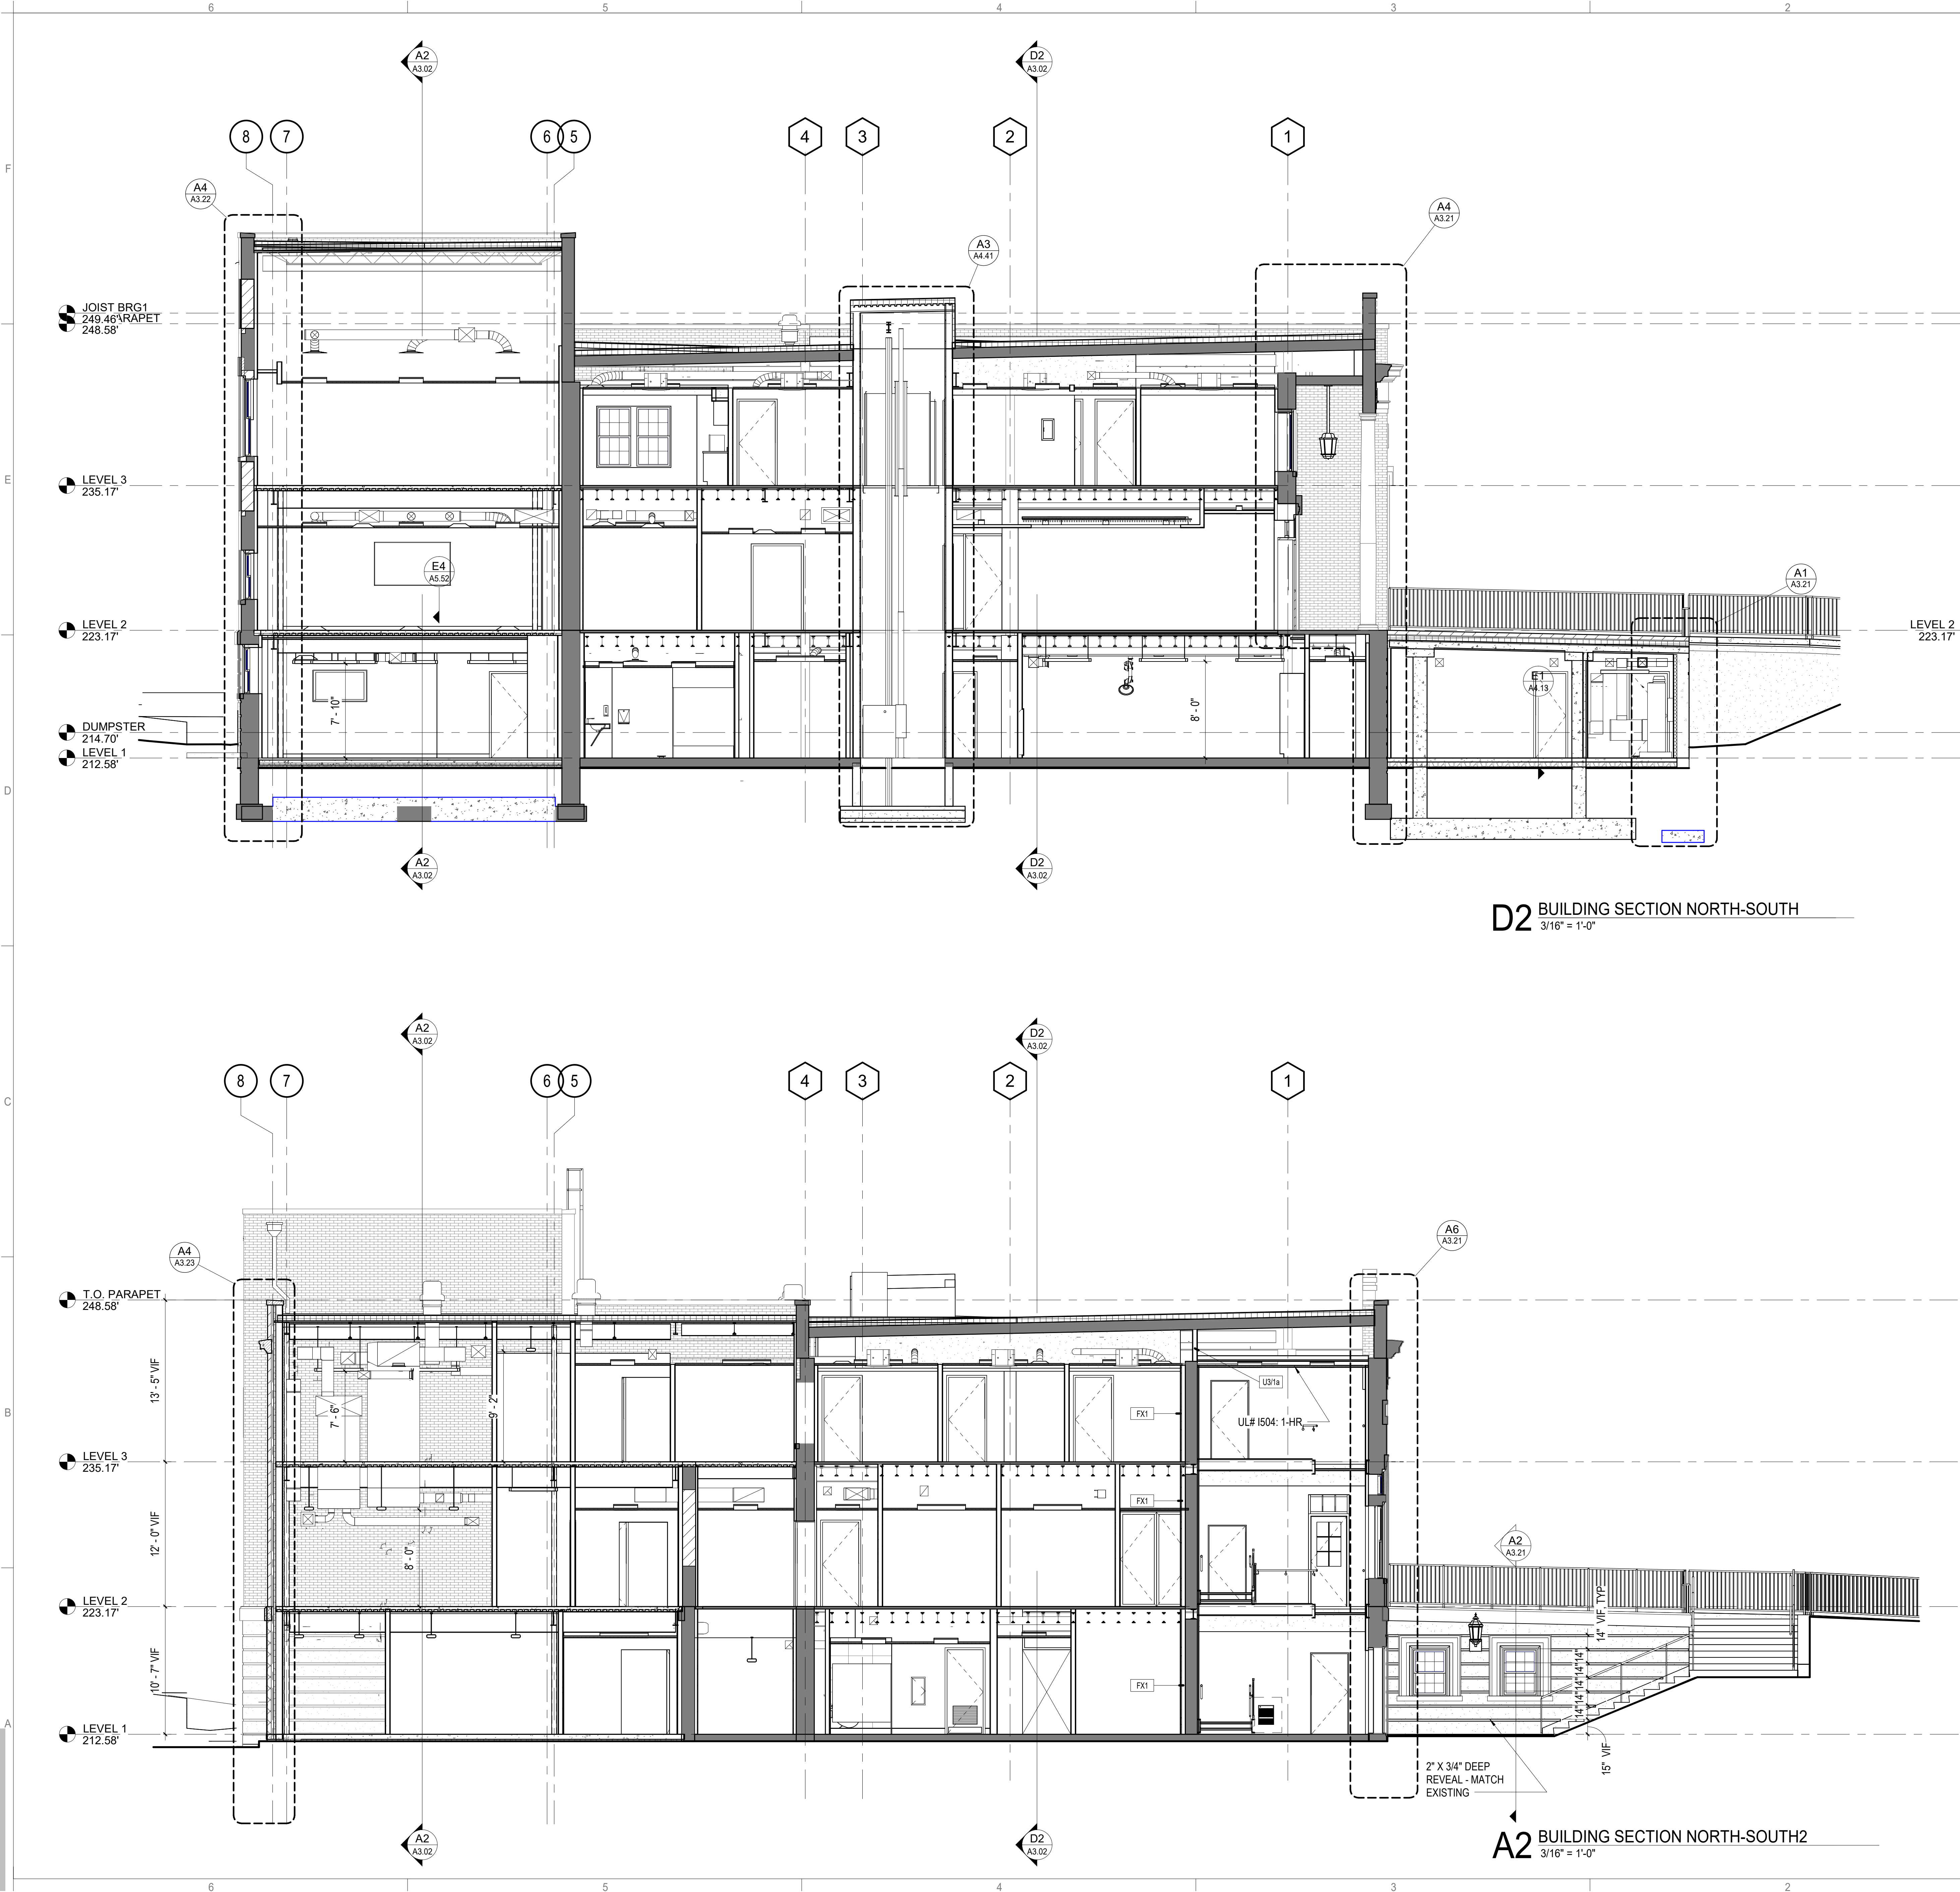 6 5 4 3 2
F
E
D
C
B
A
A2
A3.02
D2
A3.02
8 7 6 5 4 3 2 1
A4
A3.22
A3
A4.41
A4
A3.21
JOIST BRG1
249.46'
ARAPET
248.58'
LEVEL 3
235.17'
E4
A5.52
A1
A3.21
LEVEL 2
223.17'
LEVEL 2
223.17'
7' - 10"
8' - 0"
E1
A4.13
DUMPSTER
214.70'
LEVEL 1
212.58'
A2
A3.02
D2
A3.02
D2 BUILDING SECTION NORTH-SOUTH
3/16" = 1'-0"
A2
A3.02
D2
A3.02
8 7 6 5 4 3 2 1
A4
A3.23
A6
A3.21
T.O. PARAPET
248.58'
13' - 5" VIF
7' - 6"
9' - 2"
U3/1a
FX1
UL# I504: 1-HR
LEVEL 3
235.17'
FX1
12' - 0" VIF
8' - 0"
A2
A3.21
LEVEL 2
223.17'
14" VIF, TYP
10' - 7" VIF
FX1
14" 14" 14" 14" 14"
LEVEL 1
212.58'
15" VIF
2" X 3/4" DEEP
REVEAL - MATCH
EXISTING
A2
A3.02
D2
A3.02
A2 BUILDING SECTION NORTH-SOUTH2
3/16" = 1'-0"
6 5 4 3 2